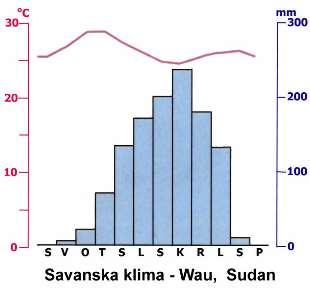 °C mm
30 300
20 200
10 100
0 0
S V O T S L S K R L S P
Savanska klima - Wau, Sudan